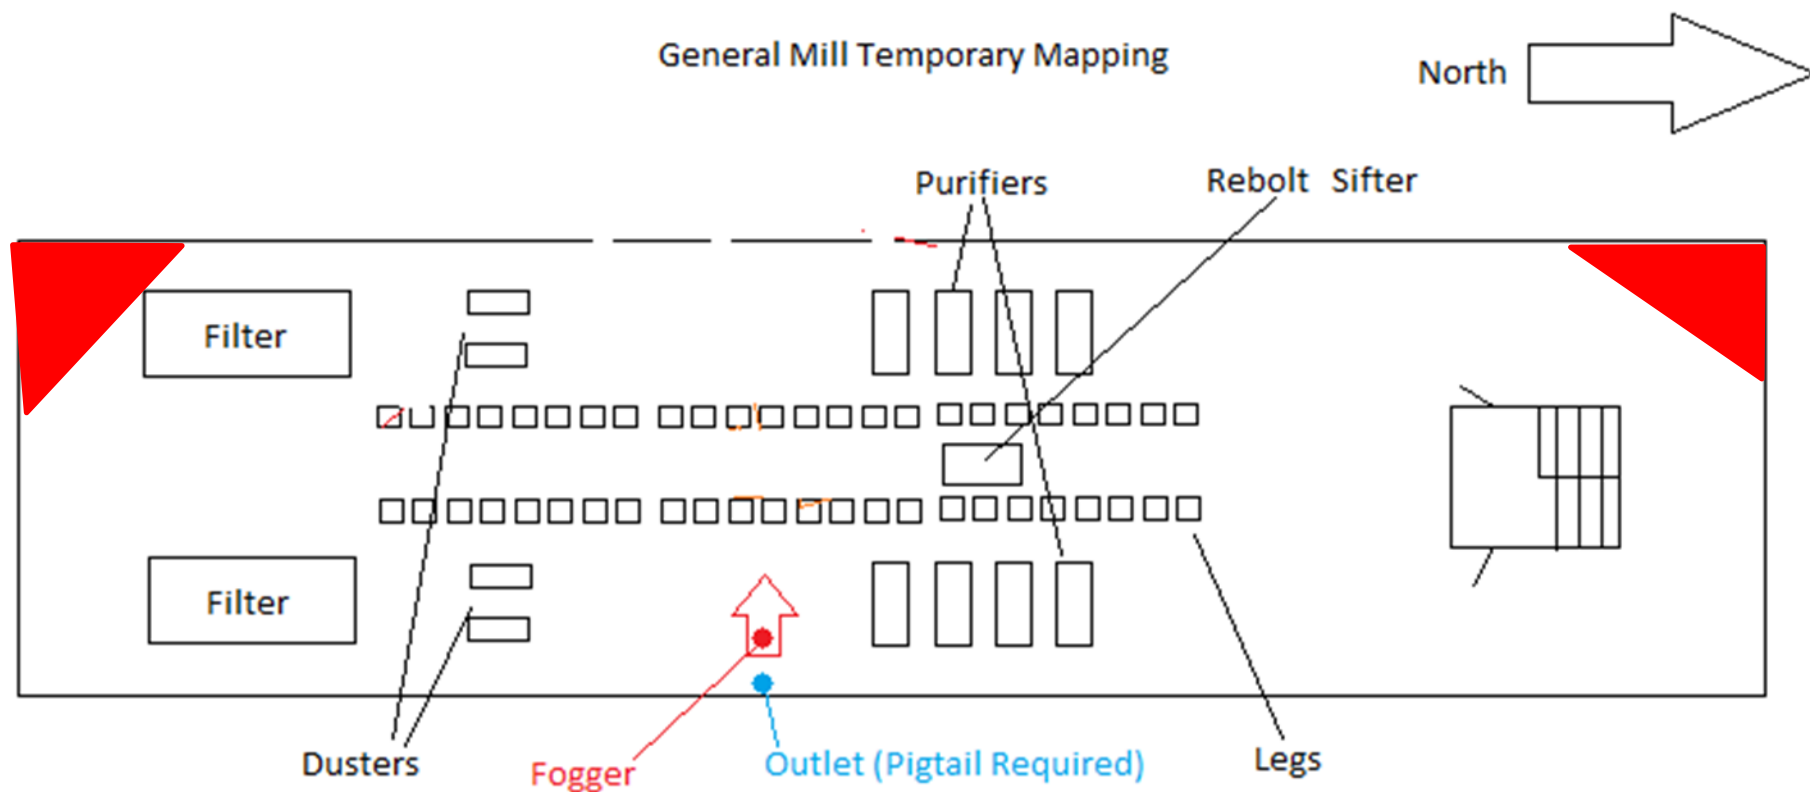 General Mill Temporary Mapping
North
Purifiers
Rebolt Sifter
Filter
Filter
Dusters
Fogger
Outlet (Pigtail Required)
Legs